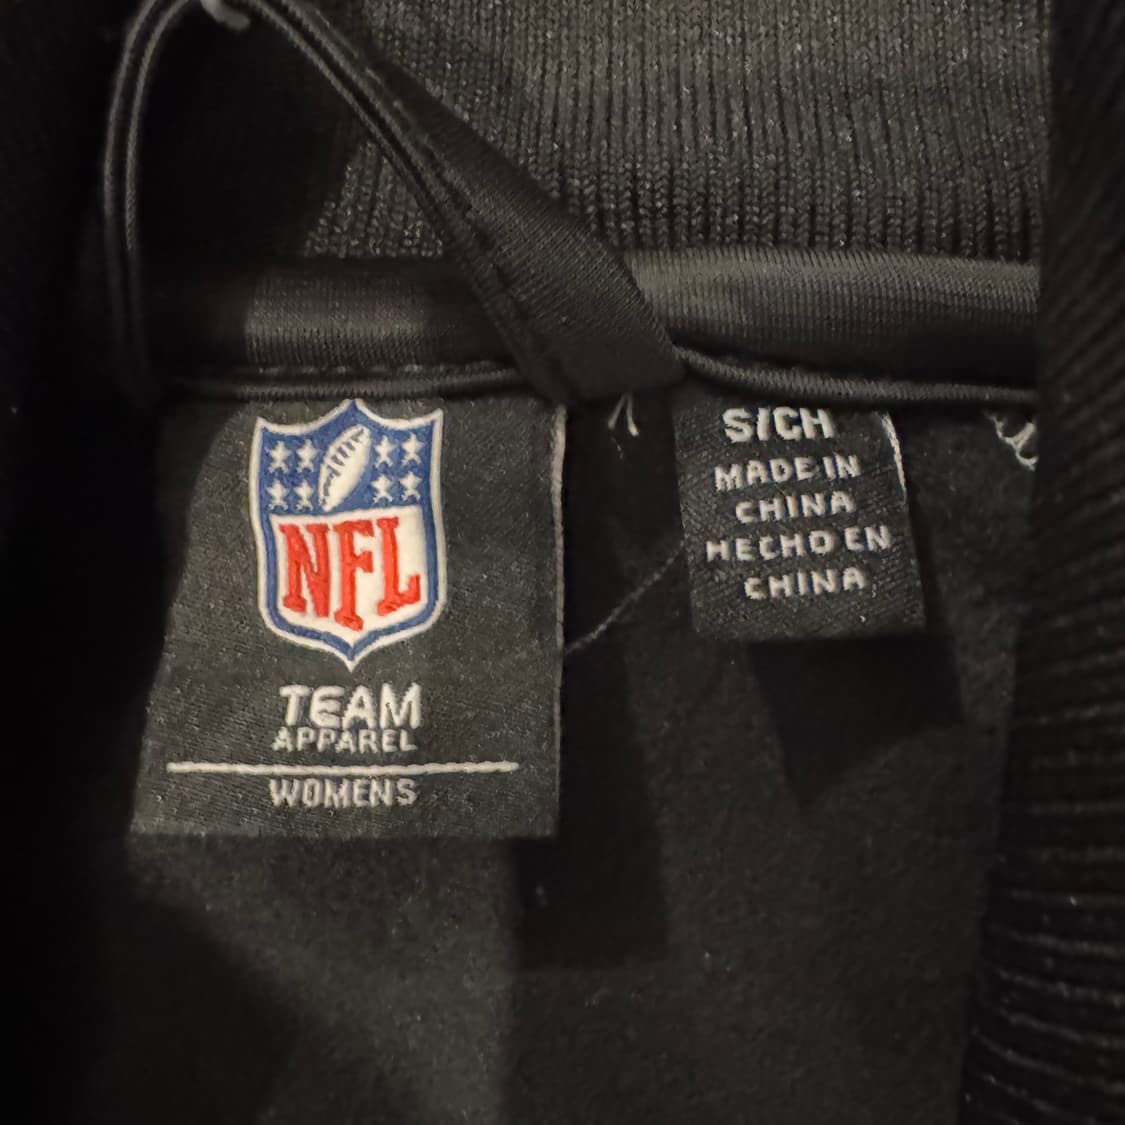 NFL
TEAM
APPAREL
WOMENS
S/CH
MADE IN
CHINA
HECHO EN
CHINA